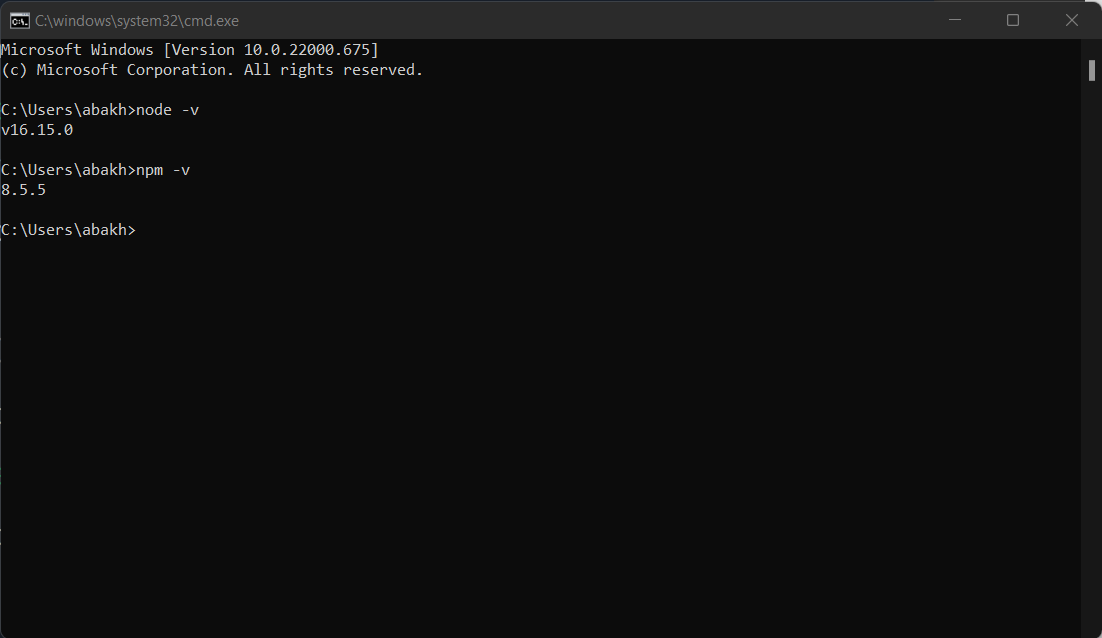 C:\windows\system32\cmd.exe
Microsoft Windows [Version 10.0.22000.675]
(c) Microsoft Corporation. All rights reserved.
C:\Users\abakh>node -v
v16.15.0
C:\Users\abakh>npm -v
8.5.5
C:\Users\abakh>